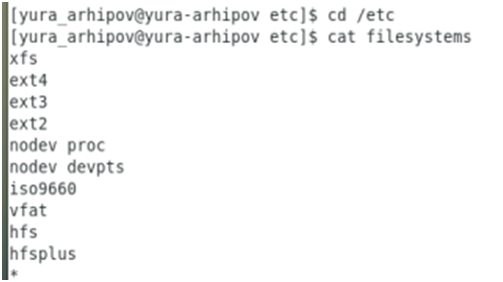 [yura_arhipov@yura-arhipov etc]$ cd /etc
[yura_arhipov@yura-arhipov etc]$ cat filesystems
xfs
ext4
ext3
ext2
nodev proc
nodev devpts
iso9660
vfat
hfs
hfsplus
*